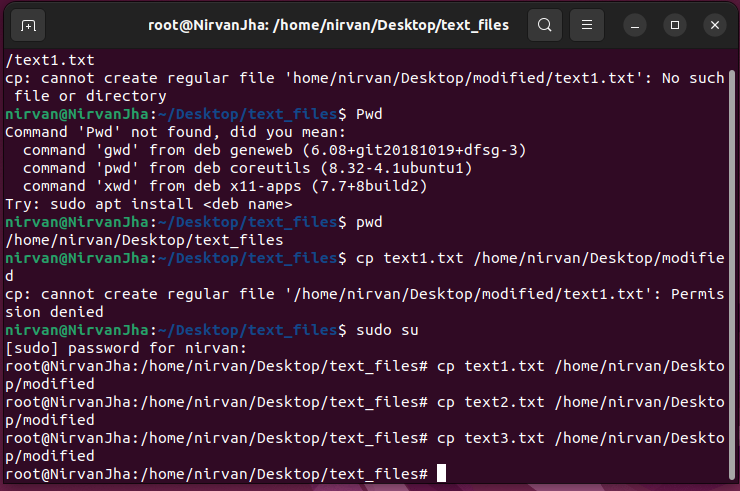 root@NirvanJha: /home/nirvan/Desktop/text_files
/text1.txt
cp: cannot create regular file 'home/nirvan/Desktop/modified/text1.txt': No such
 file or directory
nirvan@NirvanJha:~/Desktop/text_files$ Pwd
Command 'Pwd' not found, did you mean:
  command 'gwd' from deb geneweb (6.08+git20181019+dfsg-3)
  command 'pwd' from deb coreutils (8.32-4.1ubuntu1)
  command 'xwd' from deb x11-apps (7.7+8build2)
Try: sudo apt install <deb name>
nirvan@NirvanJha:~/Desktop/text_files$ pwd
/home/nirvan/Desktop/text_files
nirvan@NirvanJha:~/Desktop/text_files$ cp text1.txt /home/nirvan/Desktop/modifie
d
cp: cannot create regular file '/home/nirvan/Desktop/modified/text1.txt': Permis
sion denied
nirvan@NirvanJha:~/Desktop/text_files$ sudo su
[sudo] password for nirvan:
root@NirvanJha:/home/nirvan/Desktop/text_files# cp text1.txt /home/nirvan/Deskto
p/modified
root@NirvanJha:/home/nirvan/Desktop/text_files# cp text2.txt /home/nirvan/Deskto
p/modified
root@NirvanJha:/home/nirvan/Desktop/text_files# cp text3.txt /home/nirvan/Deskto
p/modified
root@NirvanJha:/home/nirvan/Desktop/text_files#